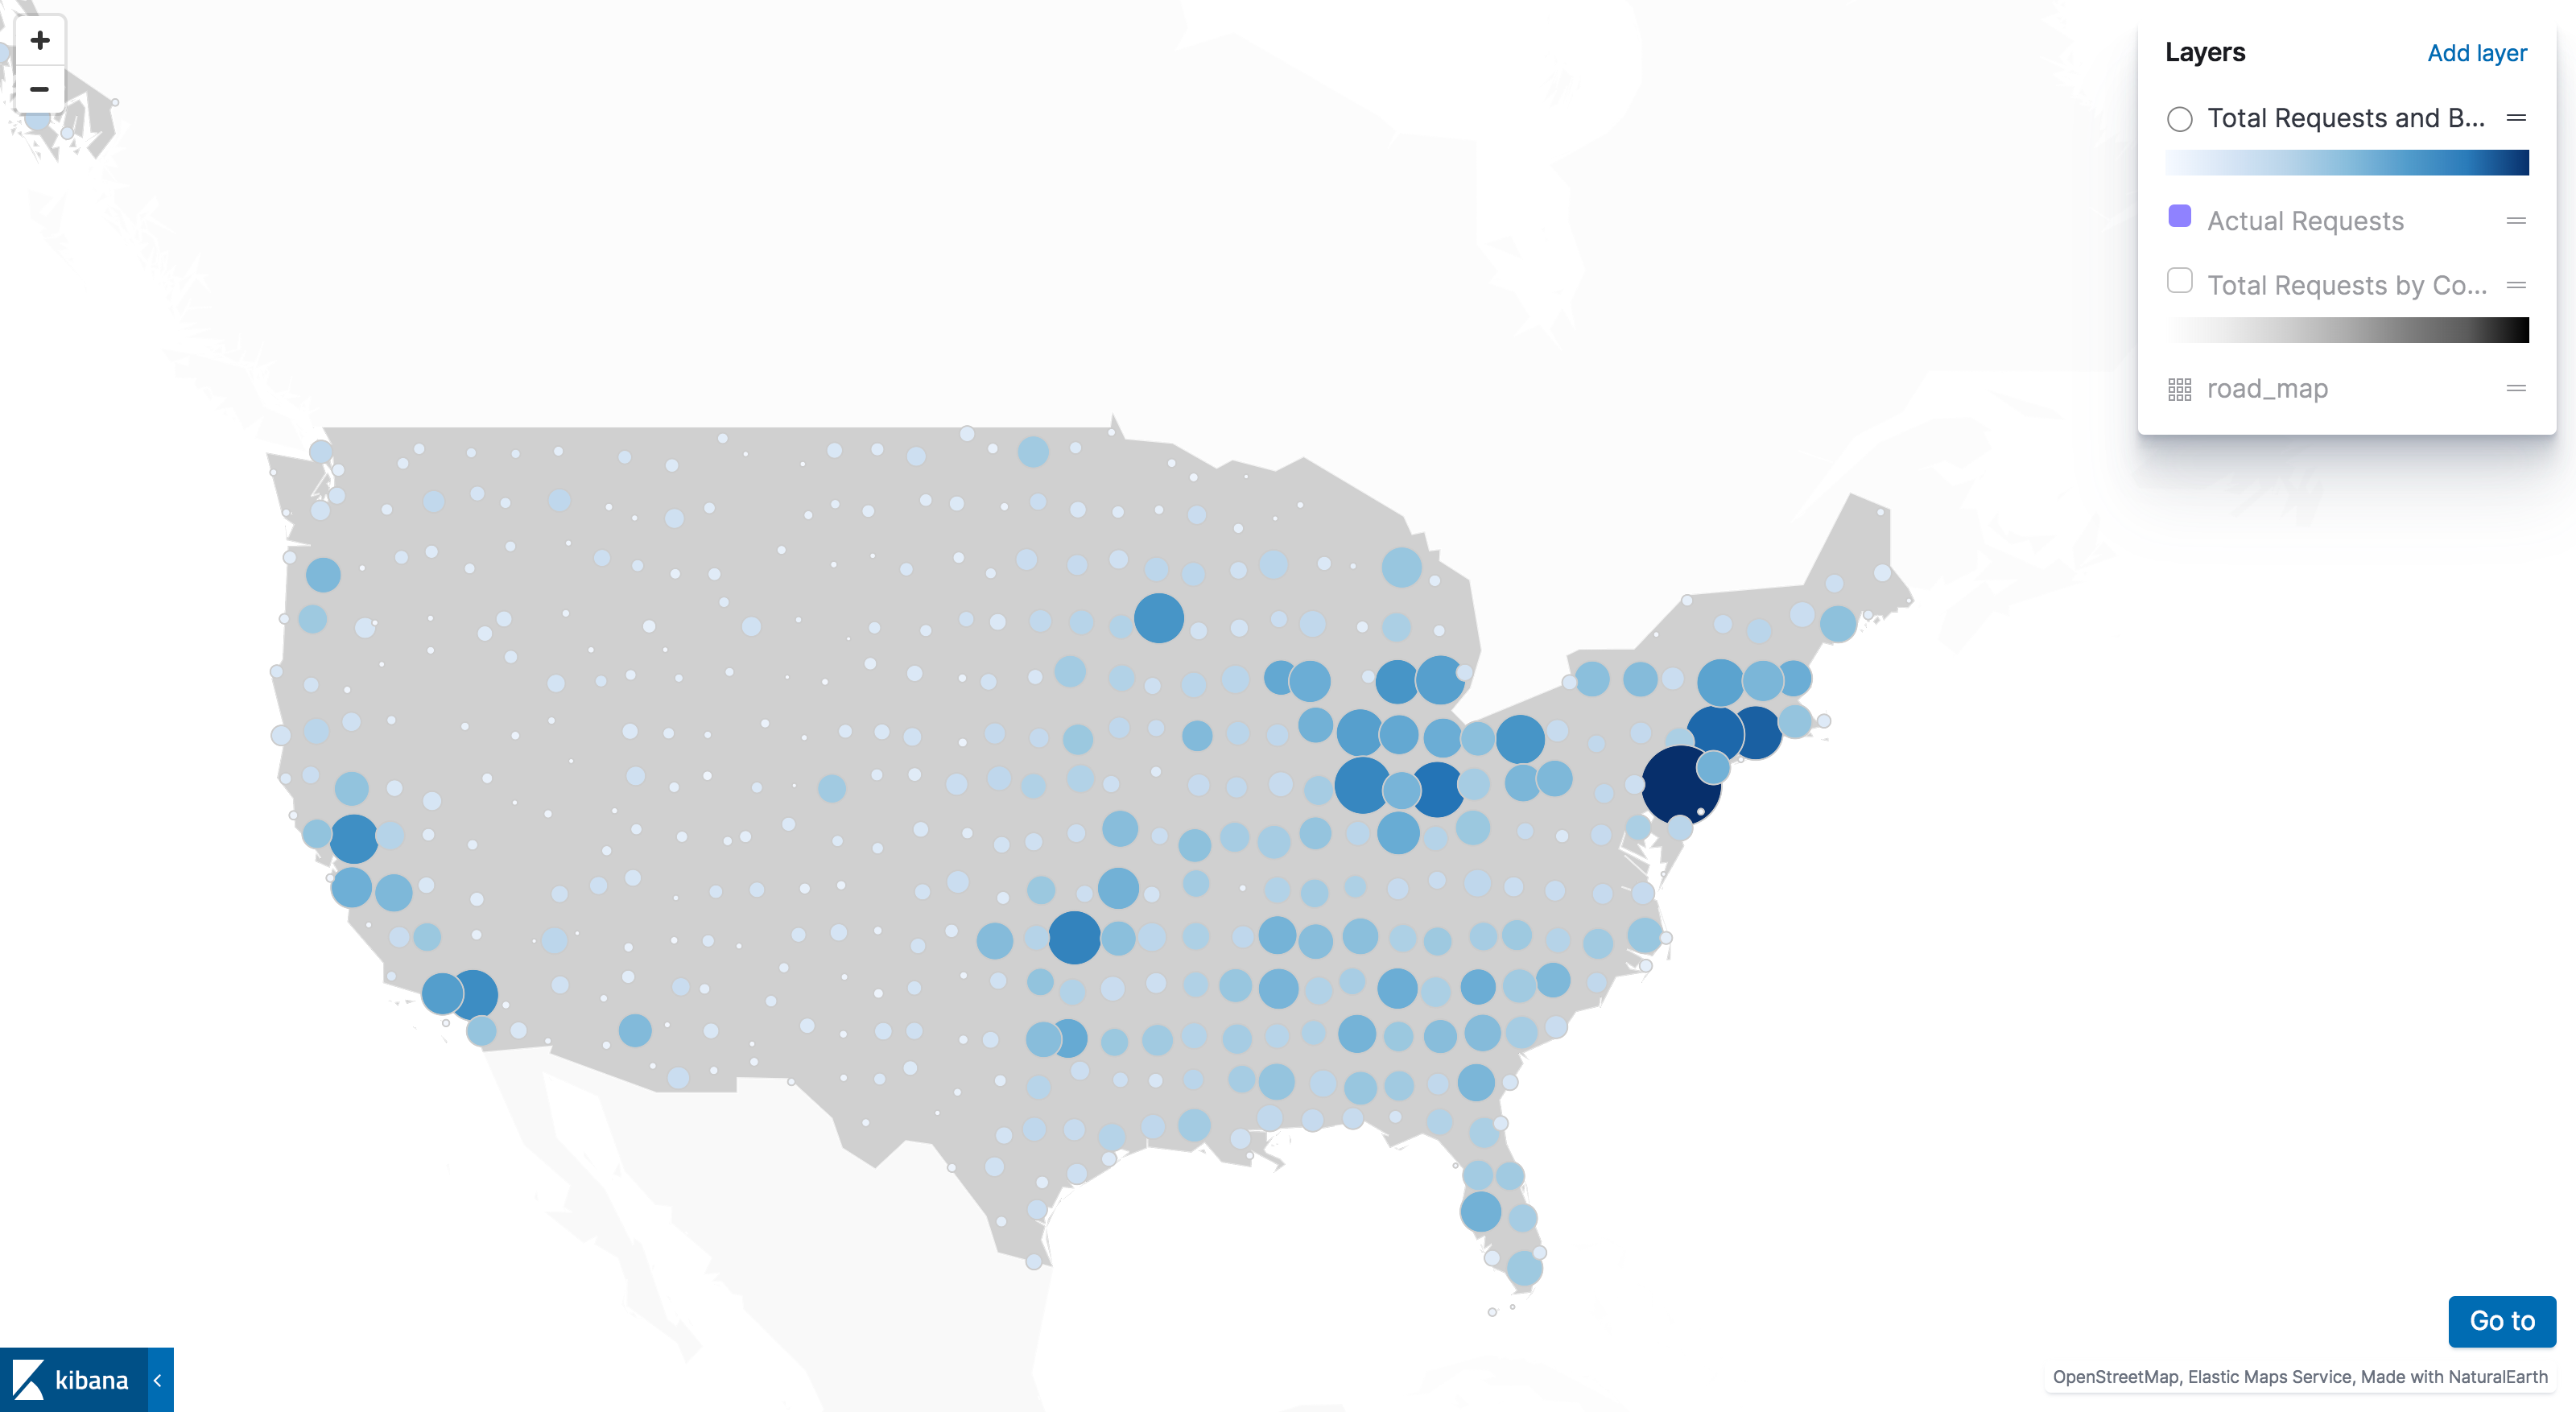 +
−
Layers
Add layer
Total Requests and B...
Actual Requests
Total Requests by Co...
road_map
Go to
kibana
OpenStreetMap, Elastic Maps Service, Made with NaturalEarth